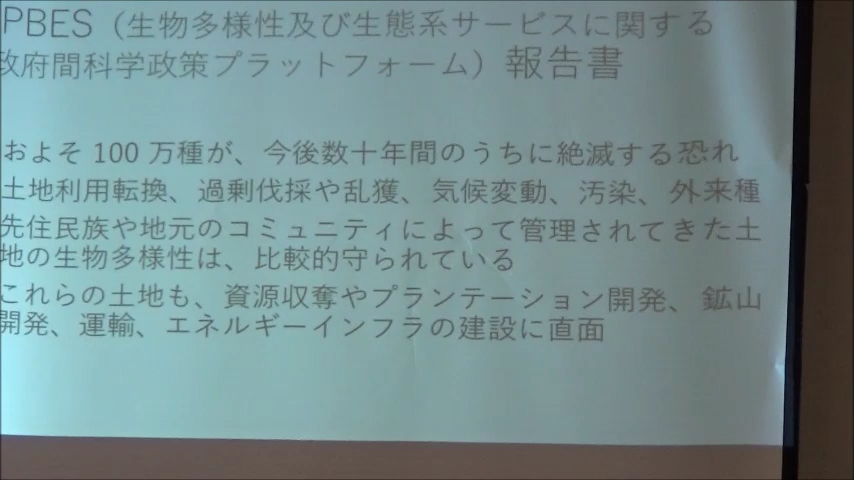 PBES（生物多様性及び生態系サービスに関する
政府間科学政策プラットフォーム）報告書
およそ 100 万種が、今後数十年間のうちに絶滅する恐れ
土地利用転換、過剰伐採や乱獲、気候変動、汚染、外来種
先住民族や地元のコミュニティによって管理されてきた土
地の生物多様性は、比較的守られている
これらの土地も、資源収奪やプランテーション開発、鉱山
開発、運輸、エネルギーインフラの建設に直面